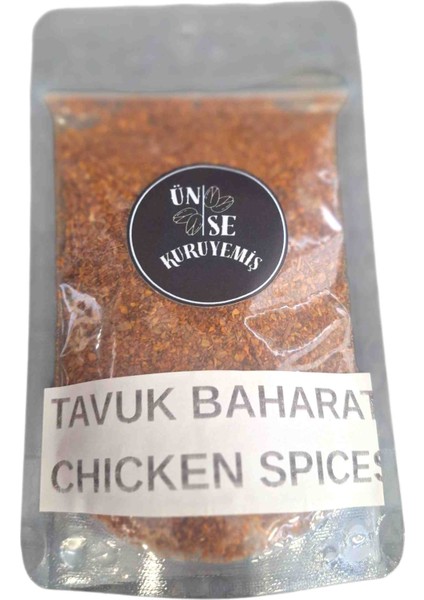 ÜN
SE
KURUYEMİŞ
TAVUK BAHARAT
CHICKEN SPICES